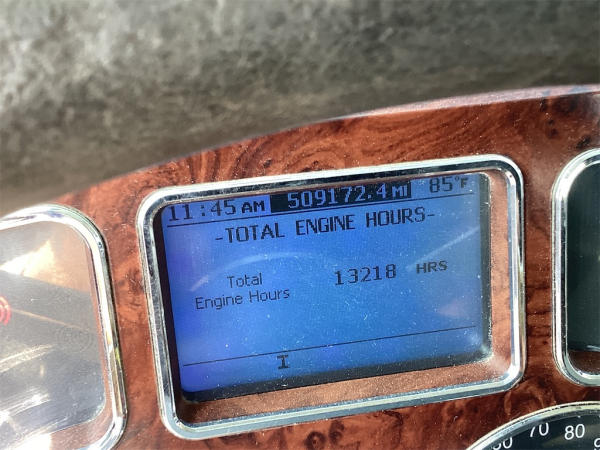 11:45 AM 509172.4 MI 85°F
-TOTAL ENGINE HOURS-
Total
Engine Hours 13218 HRS
I
70 80